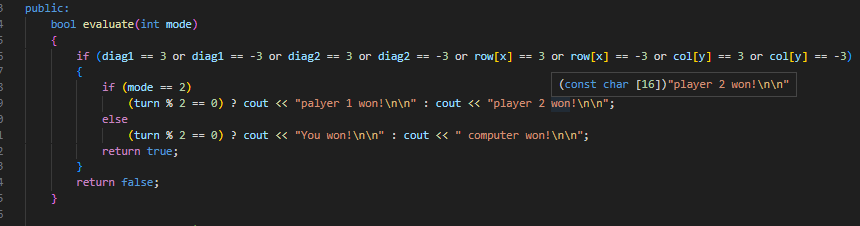 public:
bool evaluate(int mode)
{
if (diag1 == 3 or diag1 == -3 or diag2 == 3 or diag2 == -3 or row[x] == 3 or row[x] == -3 or col[y] == 3 or col[y] == -3)
{
if (mode == 2)
(const char [16])"player 2 won!\n\n"
(turn % 2 == 0) ? cout << "palyer 1 won!\n\n" : cout << "player 2 won!\n\n";
else
(turn % 2 == 0) ? cout << "You won!\n\n" : cout << " computer won!\n\n";
return true;
}
return false;
}